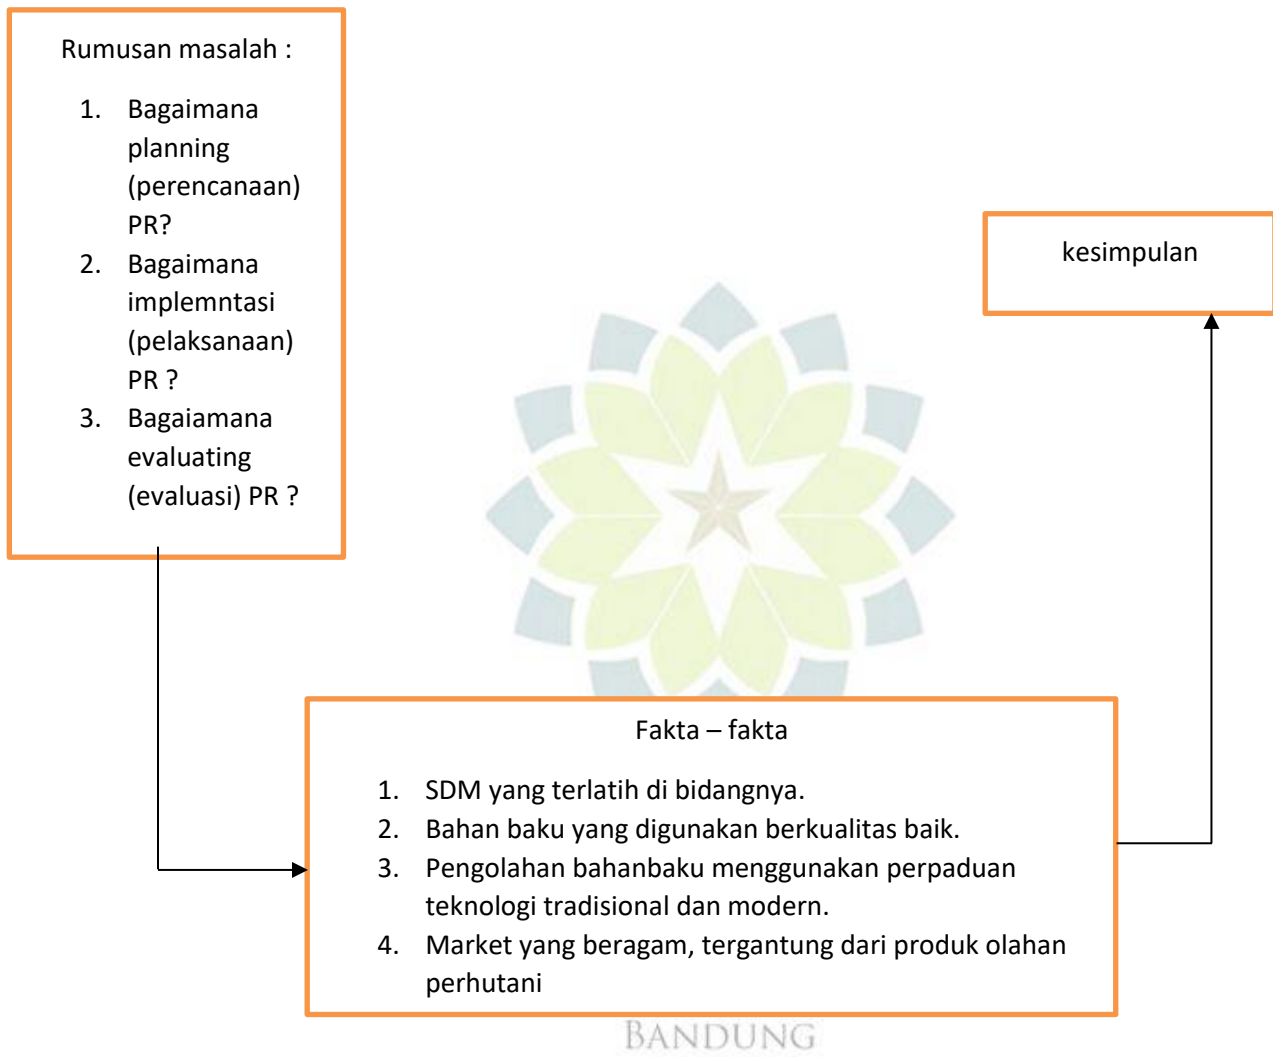 Rumusan masalah :
1. Bagaimana
planning
(perencanaan)
PR?
2. Bagaimana
implemntasi
(pelaksanaan)
PR ?
3. Bagaiamana
evaluating
(evaluasi) PR ?
kesimpulan
Fakta – fakta
1. SDM yang terlatih di bidangnya.
2. Bahan baku yang digunakan berkualitas baik.
3. Pengolahan bahanbaku menggunakan perpaduan
teknologi tradisional dan modern.
4. Market yang beragam, tergantung dari produk olahan
perhutani
BANDUNG